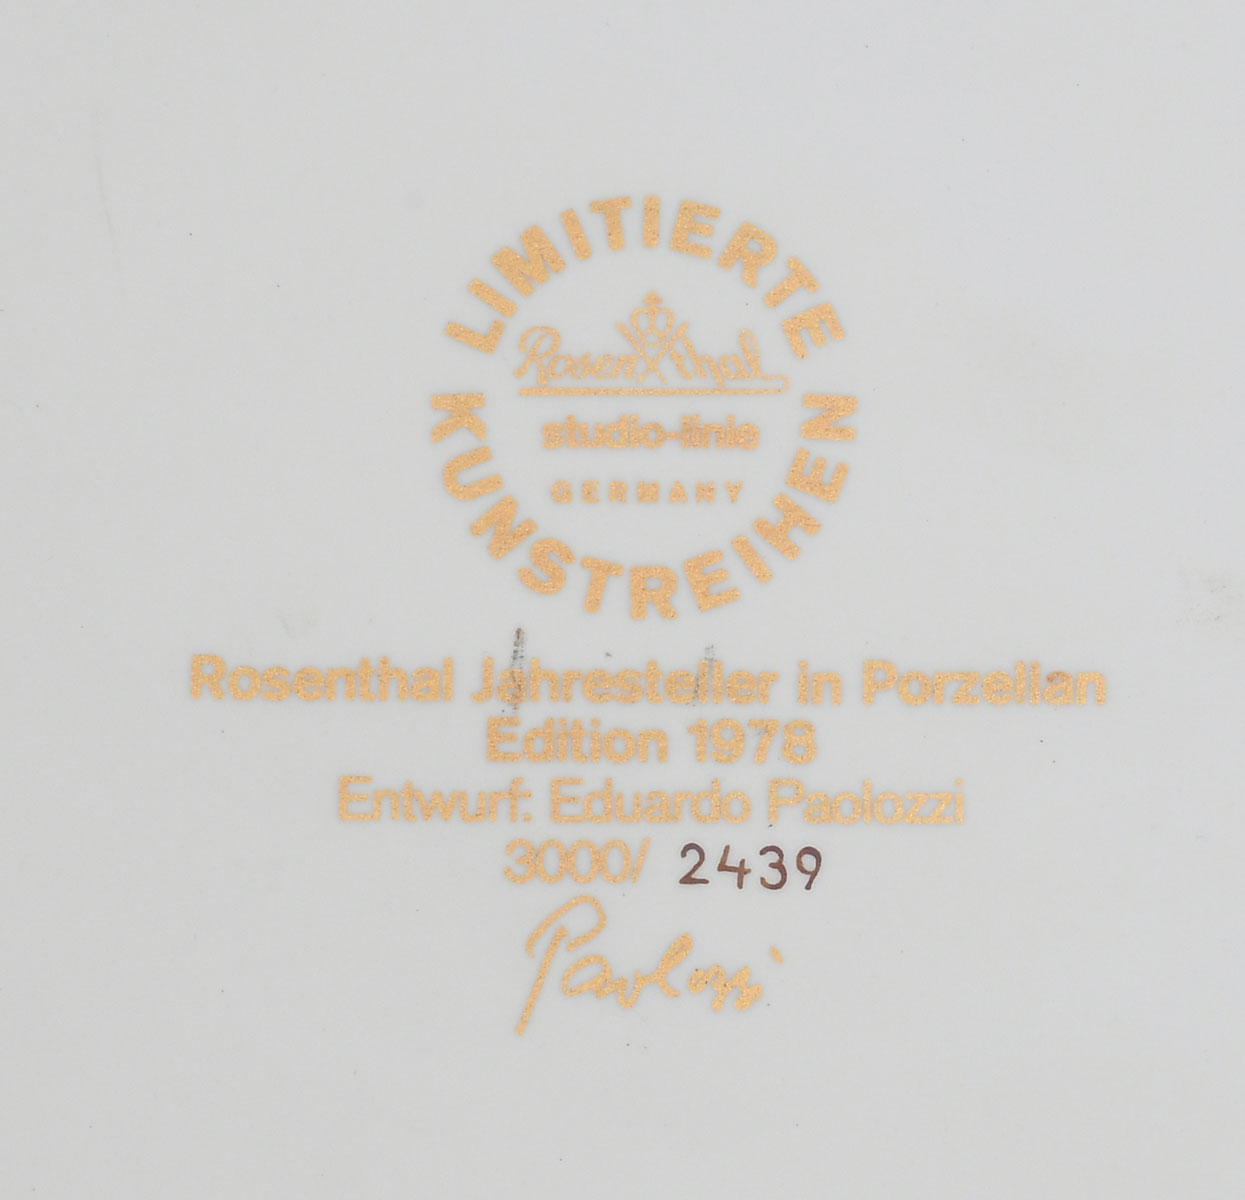 LIMITIERTE
Rosenthal
studio-linie
GERMANY
KUNSTREIHEN
Rosenthal Jahresteller in Porzellan
Edition 1978
Entwurf: Eduardo Paolozzi
3000/ 2439
Paolozzi